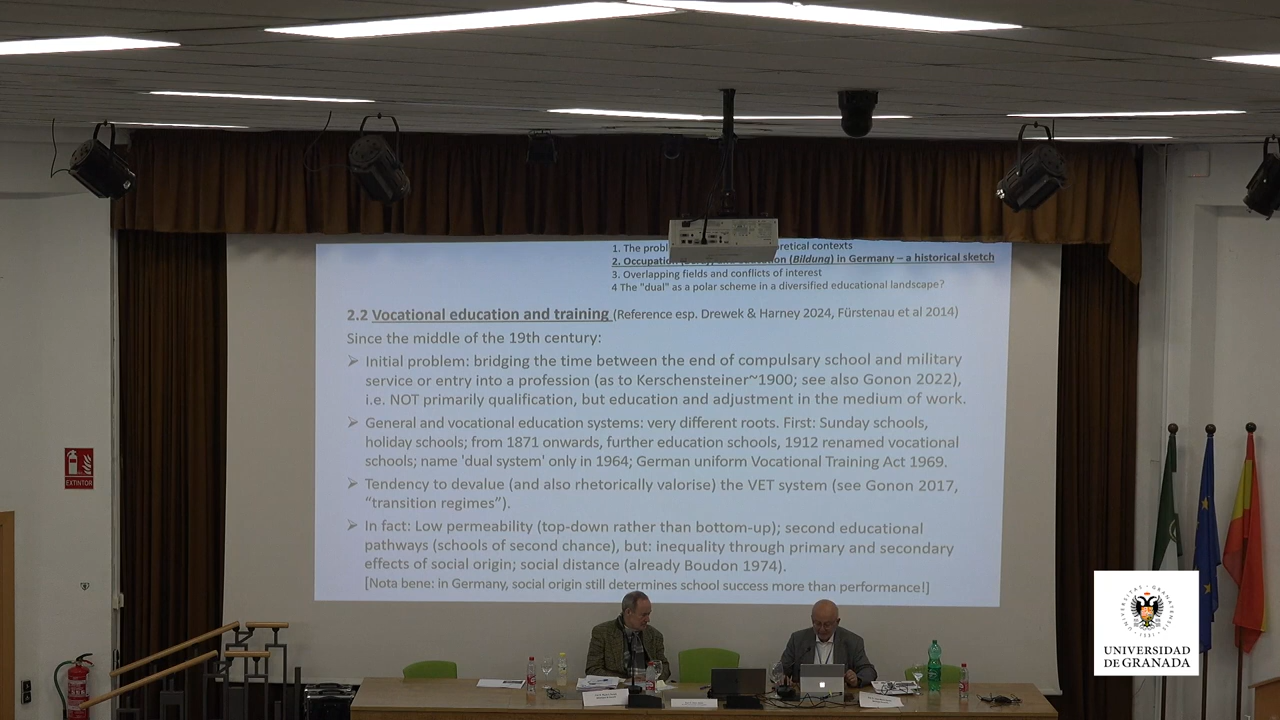 1. The probl oretical contexts
2. Occupation (Bildung) in Germany – a historical sketch
3. Overlapping fields and conflicts of interest
4 The "dual" as a polar scheme in a diversified educational landscape?
2.2 Vocational education and training (Reference esp. Drewek & Harney 2024, Fürstenau et al 2014)
Since the middle of the 19th century:
➢ Initial problem: bridging the time between the end of compulsary school and military
service or entry into a profession (as to Kerschensteiner~1900; see also Gonon 2022),
i.e. NOT primarily qualification, but education and adjustment in the medium of work.
➢ General and vocational education systems: very different roots. First: Sunday schools,
holiday schools; from 1871 onwards, further education schools, 1912 renamed vocational
schools; name 'dual system' only in 1964; German uniform Vocational Training Act 1969.
➢ Tendency to devalue (and also rhetorically valorise) the VET system (see Gonon 2017,
“transition regimes”).
➢ In fact: Low permeability (top-down rather than bottom-up); second educational
pathways (schools of second chance), but: inequality through primary and secondary
effects of social origin; social distance (already Boudon 1974).
[Nota bene: in Germany, social origin still determines school success more than performance!]
EXTINTOR
UNIVERSIDAD
DE GRANADA